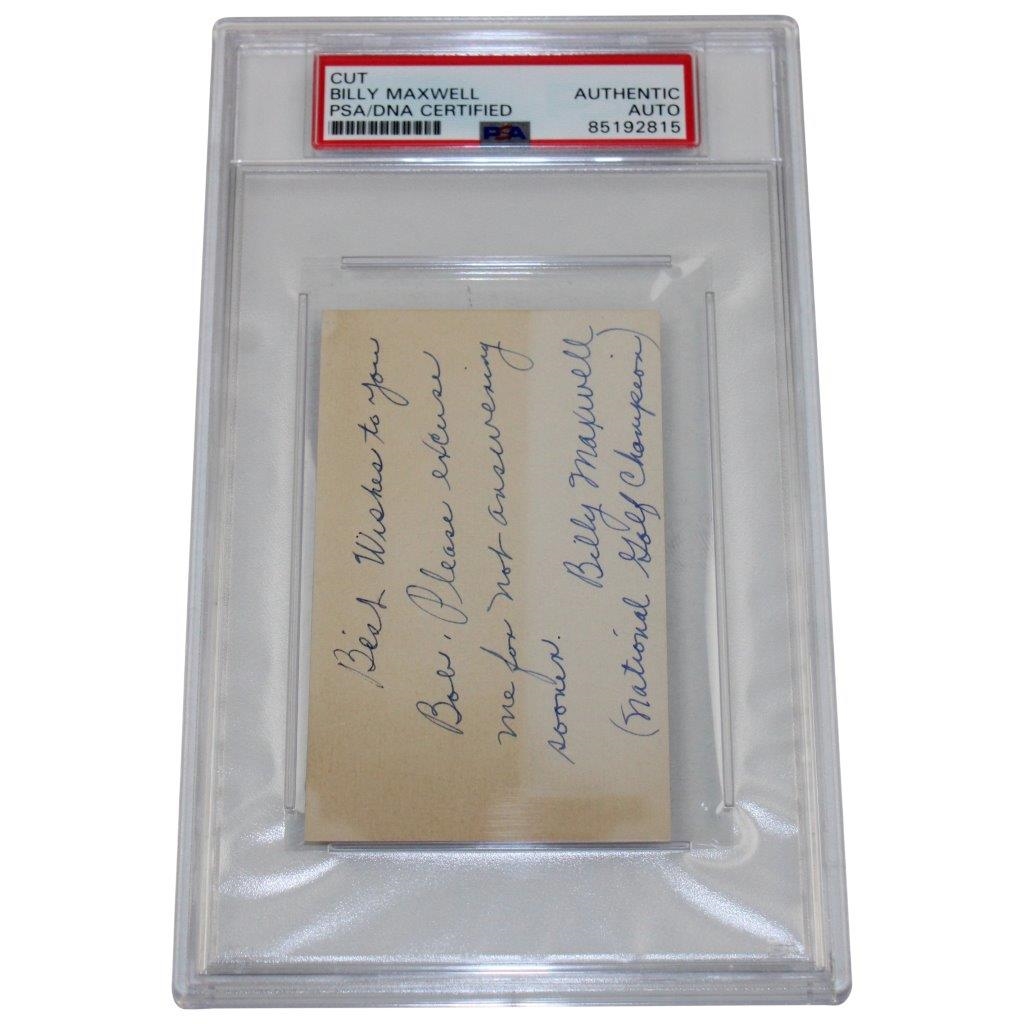 CUT
BILLY MAXWELL
PSA/DNA CERTIFIED
AUTHENTIC
AUTO
85192815
PSA
Best Wishes to you
Bob. Please excuse
me for not answering
sooner.
Billy Maxwell
(National Golf Champion)